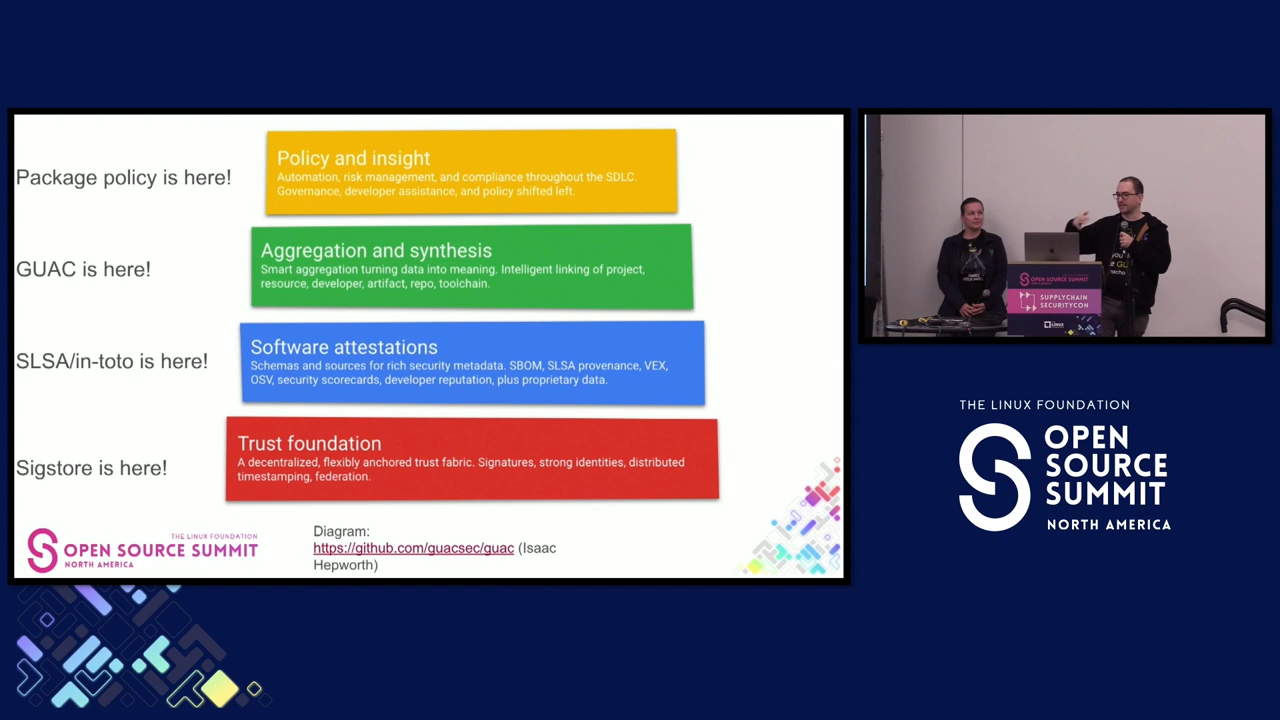 Package policy is here!
Policy and insight
Automation, risk management, and compliance throughout the SDLC.
Governance, developer assistance, and policy shifted left.
GUAC is here!
Aggregation and synthesis
Smart aggregation turning data into meaning. Intelligent linking of project,
resource, developer, artifact, repo, toolchain.
SLSA/in-toto is here!
Software attestations
Schemas and sources for rich security metadata. SBOM, SLSA provenance, VEX,
OSV, security scorecards, developer reputation, plus proprietary data.
Sigstore is here!
Trust foundation
A decentralized, flexibly anchored trust fabric. Signatures, strong identities, distributed
timestamping, federation.
THE LINUX FOUNDATION
OPEN SOURCE SUMMIT
NORTH AMERICA
Diagram:
https://github.com/guacsec/guac (Isaac
Hepworth)
OPEN SOURCE SUMMIT
SUPPLYCHAIN
SECURITYCON
THE LINUX FOUNDATION
OPEN
SOURCE
SUMMIT
NORTH AMERICA